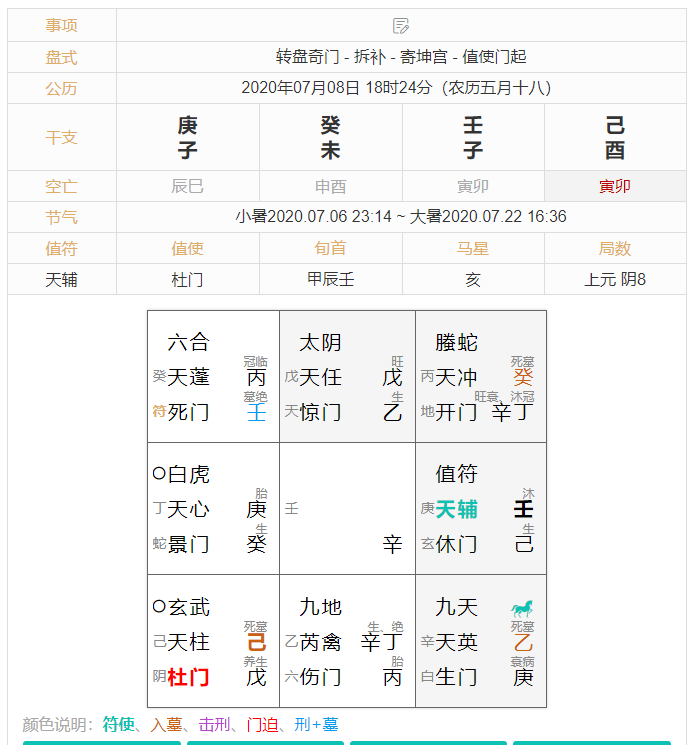 事项
盘式 转盘奇门 - 拆补 - 寄坤宫 - 值使门起
公历 2020年07月08日 18时24分（农历五月十八）
干支 庚子 癸未 壬子 己酉
空亡 辰巳 申酉 寅卯 寅卯
节气 小暑2020.07.06 23:14 ~ 大暑2020.07.22 16:36
值符 值使 旬首 马星 局数
天辅 杜门 甲辰壬 亥 上元 阴8
六合 太阴 螣蛇
冠临 旺 死墓
癸天蓬 丙 戊天任 戊 丙天冲 癸
墓绝 生 旺衰、沐冠
符死门 壬 天惊门 乙 地开门 辛丁
白虎 值符
胎 沐
丁天心 庚 壬 庚天辅 壬
生 生
蛇景门 癸 辛 玄休门 己
玄武 九地 九天
死墓 生、绝 死墓
己天柱 己 乙芮禽 辛丁 辛天英 乙
养生 胎 衰病
阴杜门 戊 六伤门 丙 白生门 庚
颜色说明：符使、入墓、击刑、门迫、刑+墓